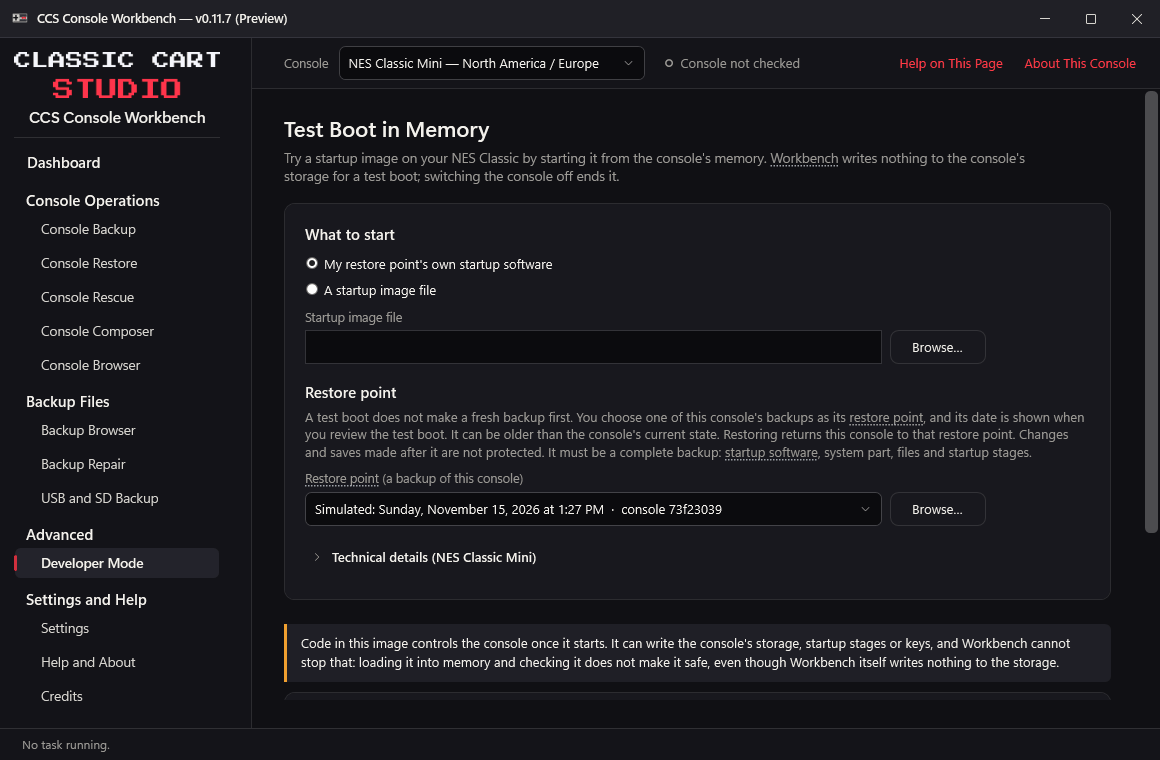 CCS Console Workbench — v0.11.7 (Preview)
CLASSIC CART
STUDIO
CCS Console Workbench
Dashboard
Console Operations
Console Backup
Console Restore
Console Rescue
Console Composer
Console Browser
Backup Files
Backup Browser
Backup Repair
USB and SD Backup
Advanced
Developer Mode
Settings and Help
Settings
Help and About
Credits
Console
NES Classic Mini — North America / Europe
Console not checked
Help on This Page
About This Console
Test Boot in Memory
Try a startup image on your NES Classic by starting it from the console's memory. Workbench writes nothing to the console's
storage for a test boot; switching the console off ends it.
What to start
My restore point's own startup software
A startup image file
Startup image file
Browse...
Restore point
A test boot does not make a fresh backup first. You choose one of this console's backups as its restore point, and its date is shown when
you review the test boot. It can be older than the console's current state. Restoring returns this console to that restore point. Changes
and saves made after it are not protected. It must be a complete backup: startup software, system part, files and startup stages.
Restore point (a backup of this console)
Simulated: Sunday, November 15, 2026 at 1:27 PM · console 73f23039
Browse...
Technical details (NES Classic Mini)
Code in this image controls the console once it starts. It can write the console's storage, startup stages or keys, and Workbench cannot
stop that: loading it into memory and checking it does not make it safe, even though Workbench itself writes nothing to the storage.
No task running.